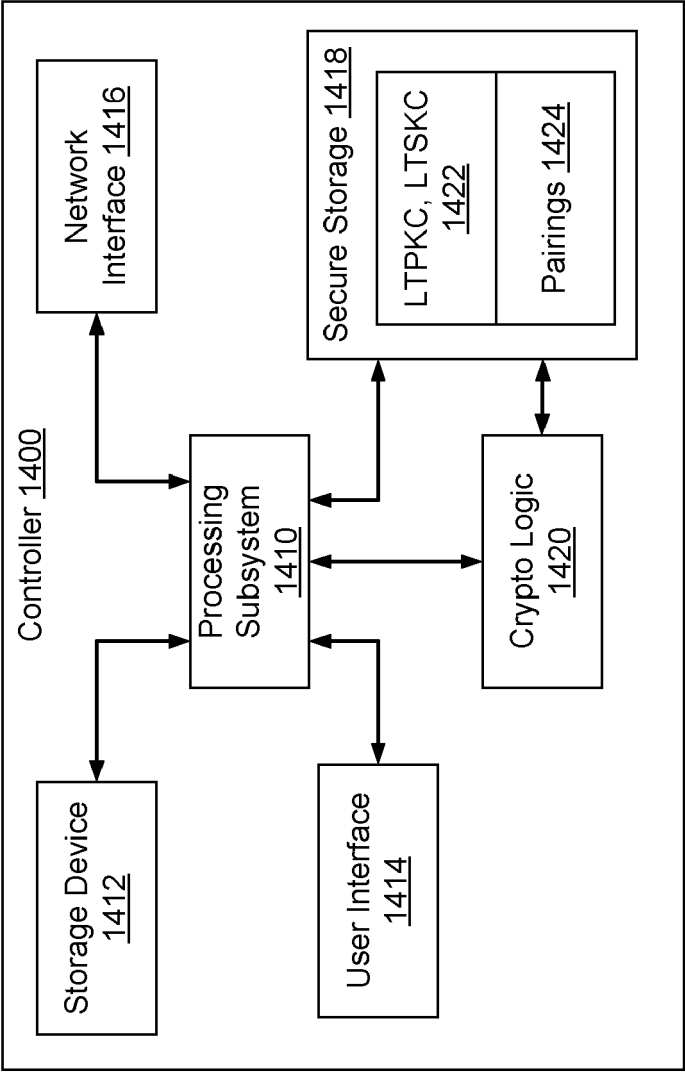 Controller 1400
Storage Device
1412
Network
Interface 1416
Processing
Subsystem
1410
User Interface
1414
Secure Storage 1418
LTPKC, LTSKC
1422
Pairings 1424
Crypto Logic
1420